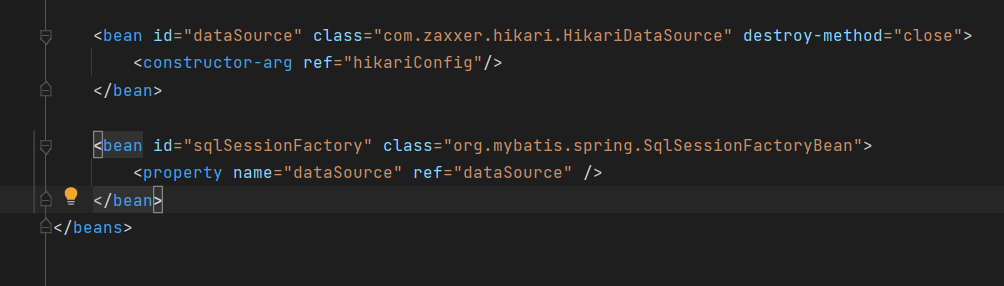 <bean id="dataSource" class="com.zaxxer.hikari.HikariDataSource" destroy-method="close">
<constructor-arg ref="hikariConfig"/>
</bean>
<bean id="sqlSessionFactory" class="org.mybatis.spring.SqlSessionFactoryBean">
<property name="dataSource" ref="dataSource" />
</bean>
</beans>